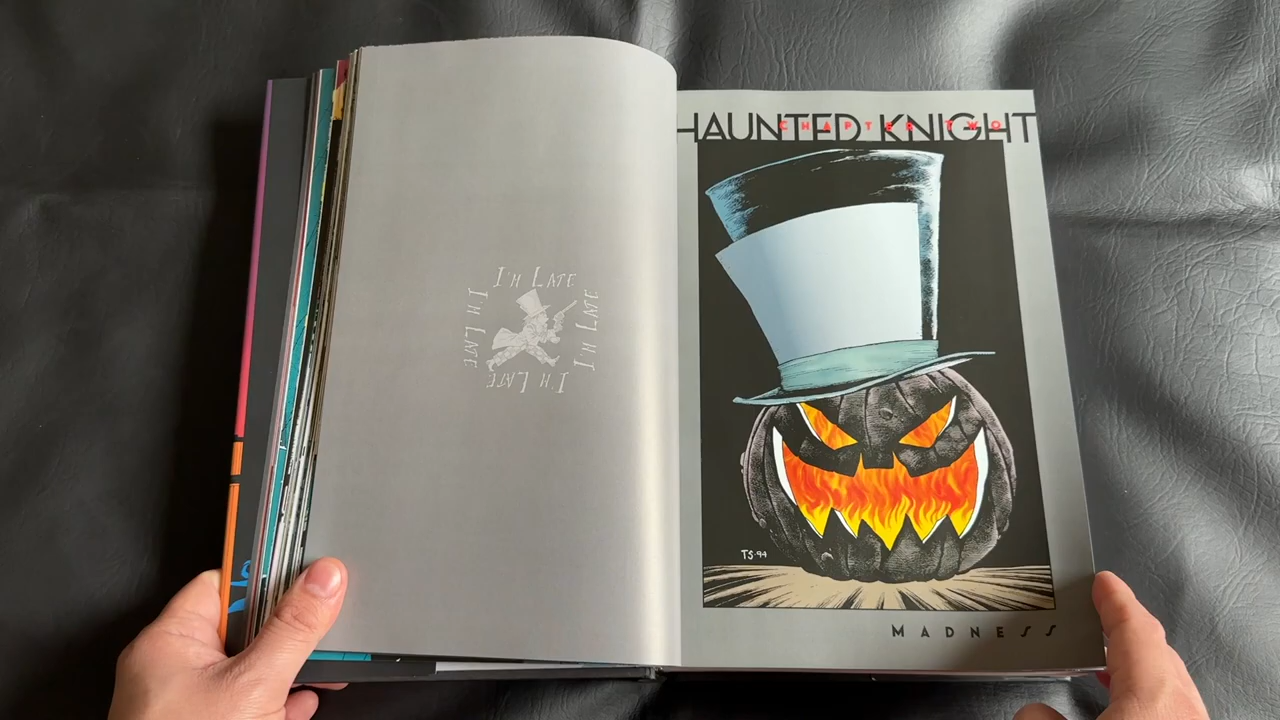 I'M LATE
I'M LATE
I'M LATE
I'M LATE
HAUNTED KNIGHT
CHAPTER TWO
TS·94
MADNESS